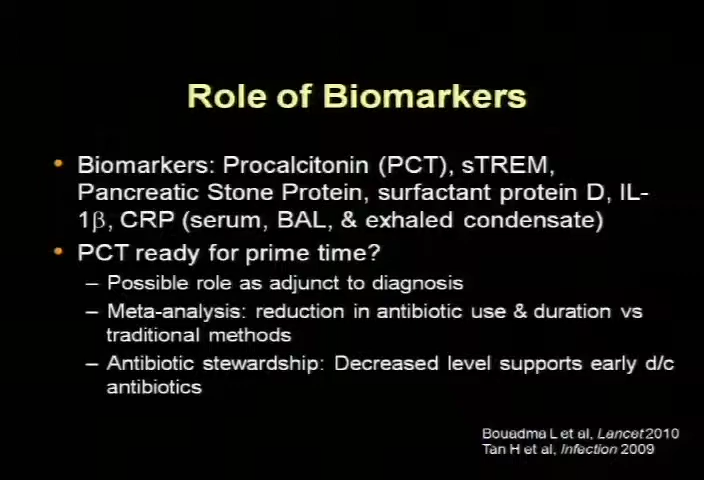 Role of Biomarkers
• Biomarkers: Procalcitonin (PCT), sTREM,
Pancreatic Stone Protein, surfactant protein D, IL-
1β, CRP (serum, BAL, & exhaled condensate)
• PCT ready for prime time?
– Possible role as adjunct to diagnosis
– Meta-analysis: reduction in antibiotic use & duration vs
traditional methods
– Antibiotic stewardship: Decreased level supports early d/c
antibiotics
Bouadma L et al, Lancet 2010
Tan H et al, Infection 2009